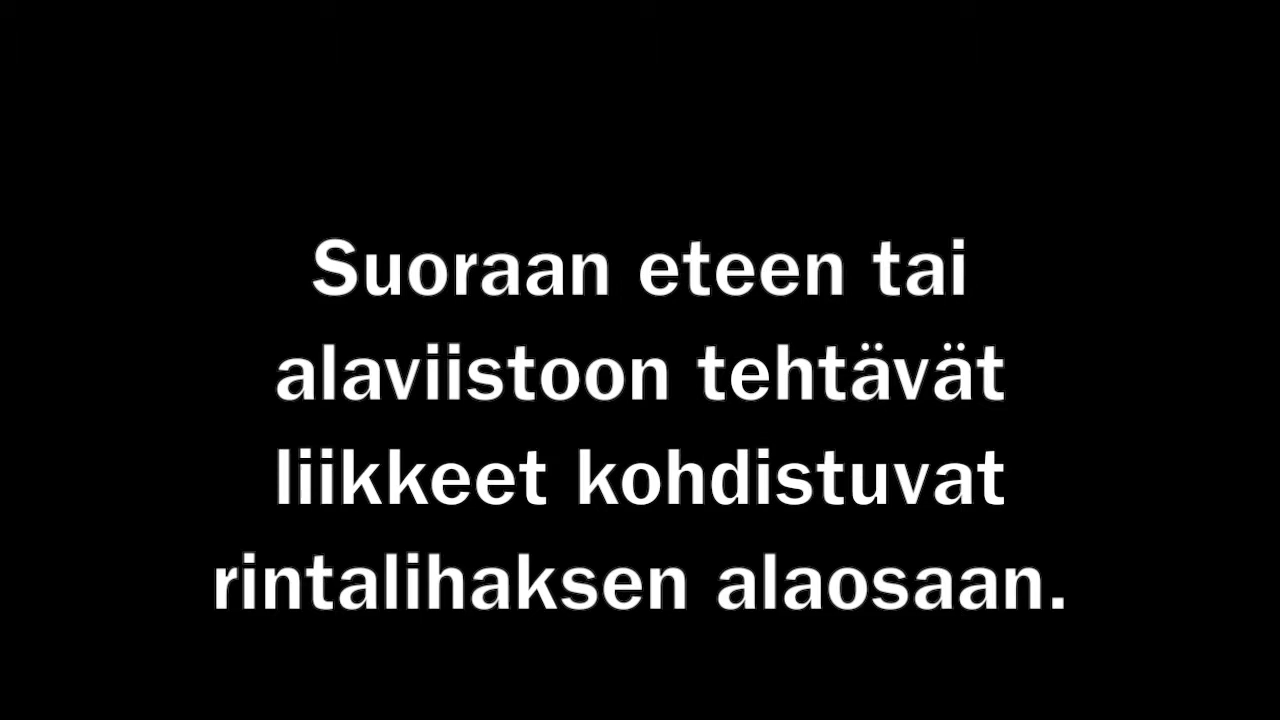 Suoraan eteen tai
alaviistoon tehtävät
liikkeet kohdistuvat
rintalihaksen alaosaan.